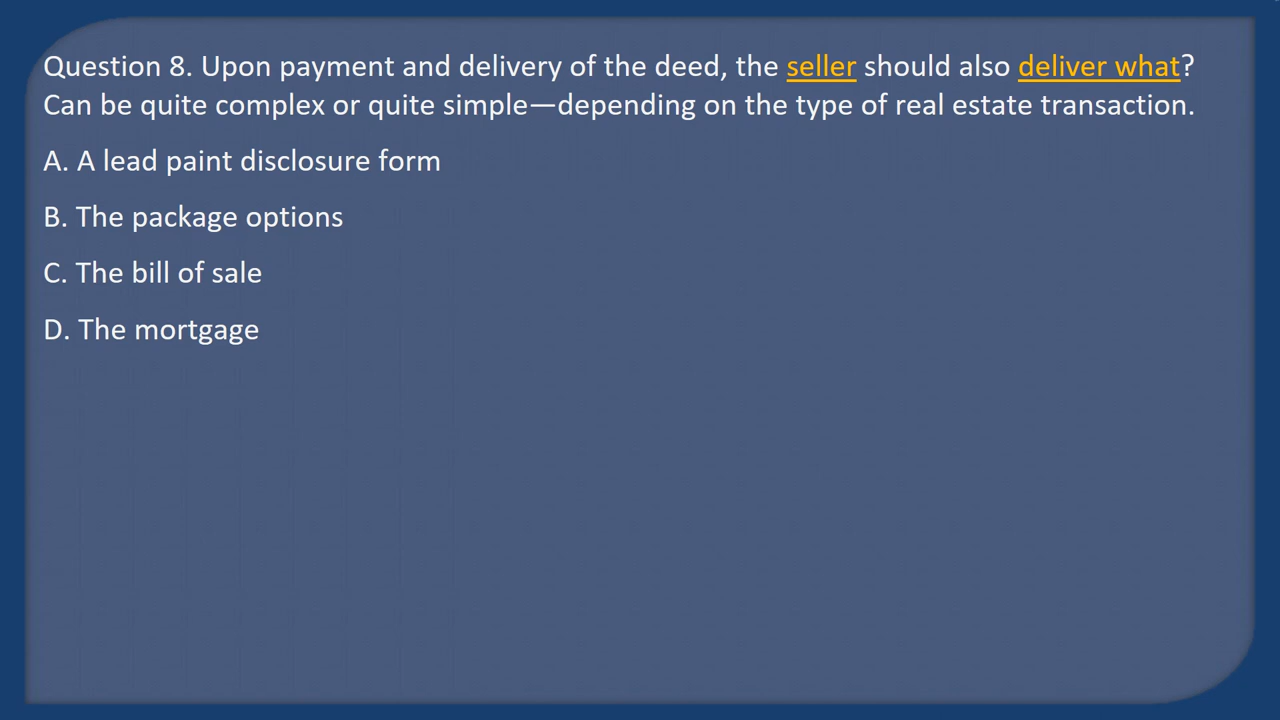 Question 8. Upon payment and delivery of the deed, the seller should also deliver what?
Can be quite complex or quite simple—depending on the type of real estate transaction.
A. A lead paint disclosure form
B. The package options
C. The bill of sale
D. The mortgage